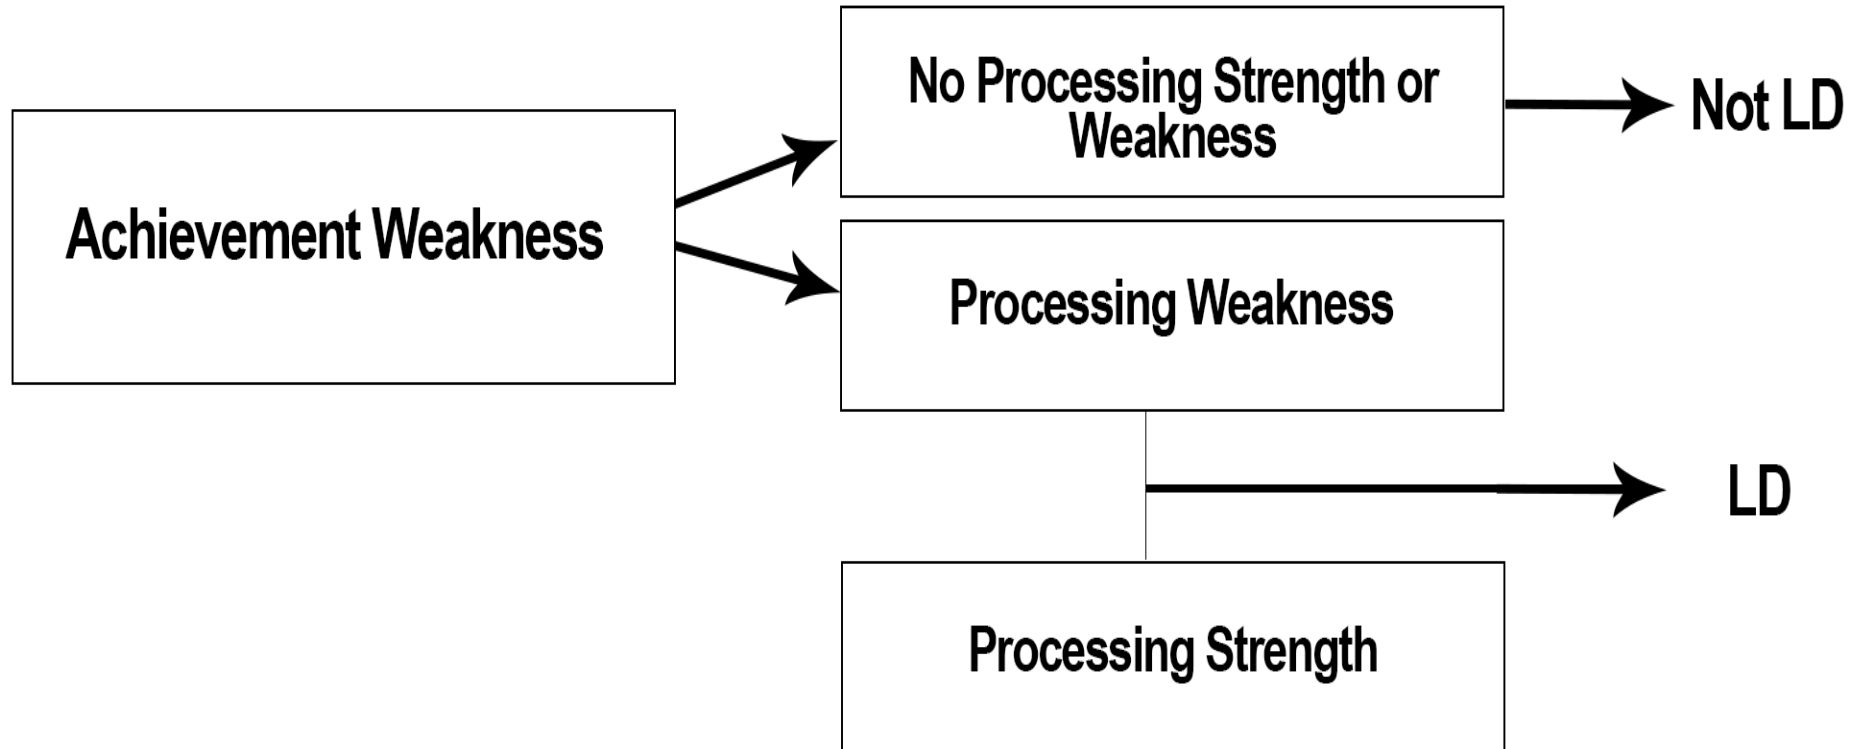 No Processing Strength or
Weakness
Not LD
Achievement Weakness
Processing Weakness
LD
Processing Strength